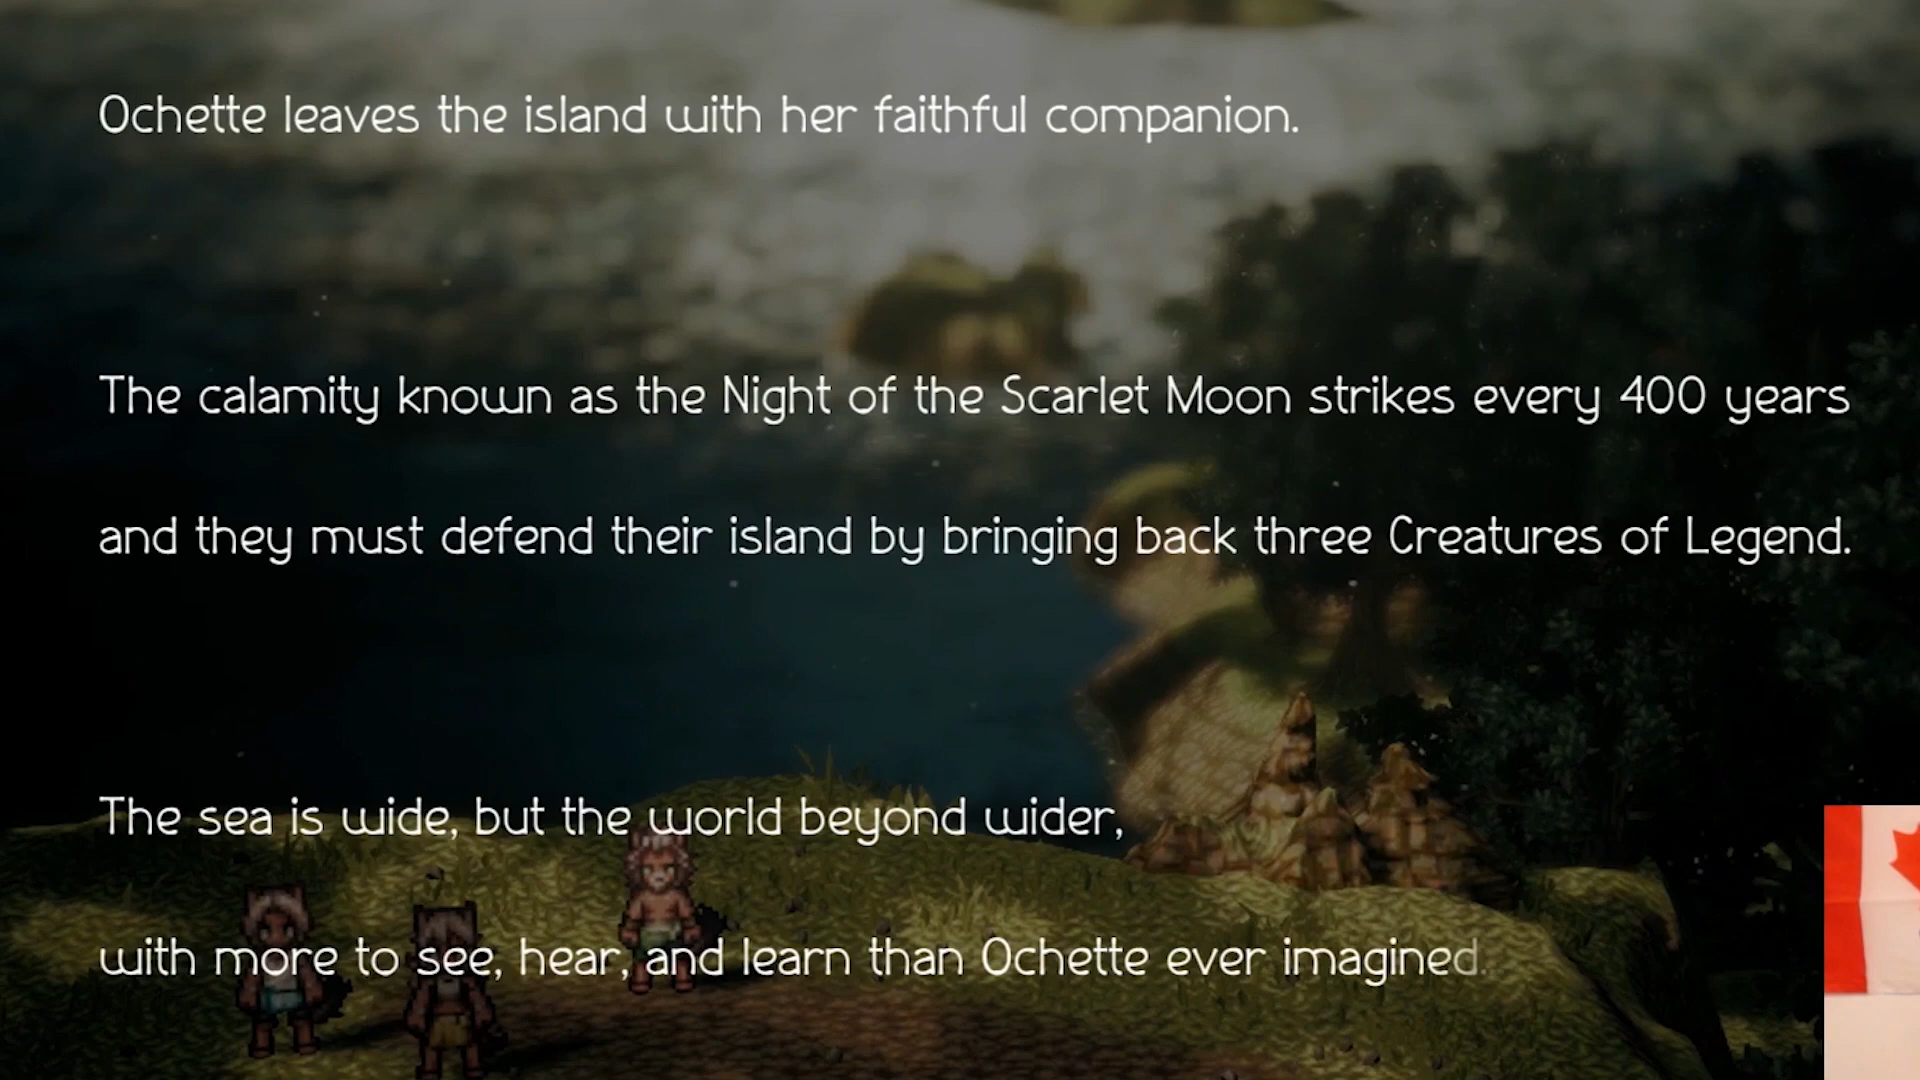 Ochette leaves the island with her faithful companion.
The calamity known as the Night of the Scarlet Moon strikes every 400 years
and they must defend their island by bringing back three Creatures of Legend.
The sea is wide, but the world beyond wider,
with more to see, hear, and learn than Ochette ever imagined.